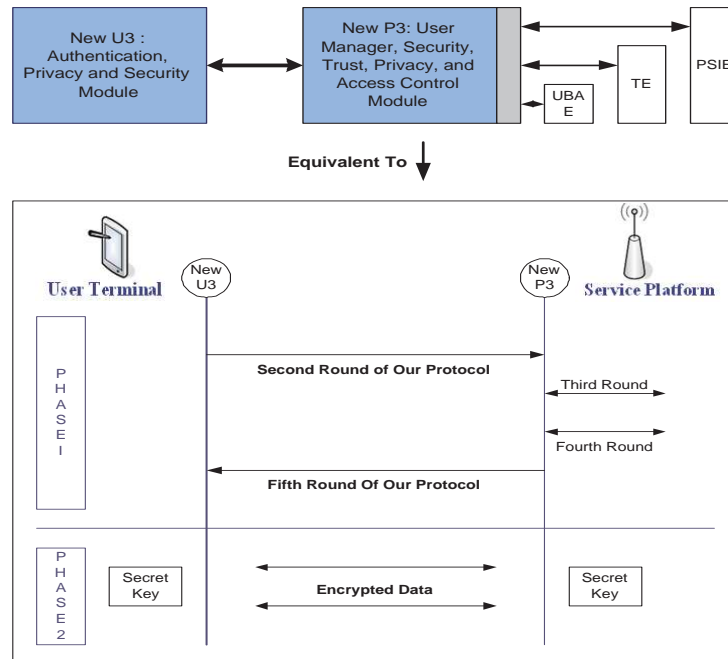 New U3 :
Authentication,
Privacy and Security
Module
New P3: User
Manager, Security,
Trust, Privacy, and
Access Control
Module
UBA
E
TE
PSIE
Equivalent To
User Terminal
New
U3
New
P3
Service Platform
PHASE1
Second Round of Our Protocol
Third Round
Fourth Round
Fifth Round Of Our Protocol
PHASE2
Secret
Key
Encrypted Data
Secret
Key